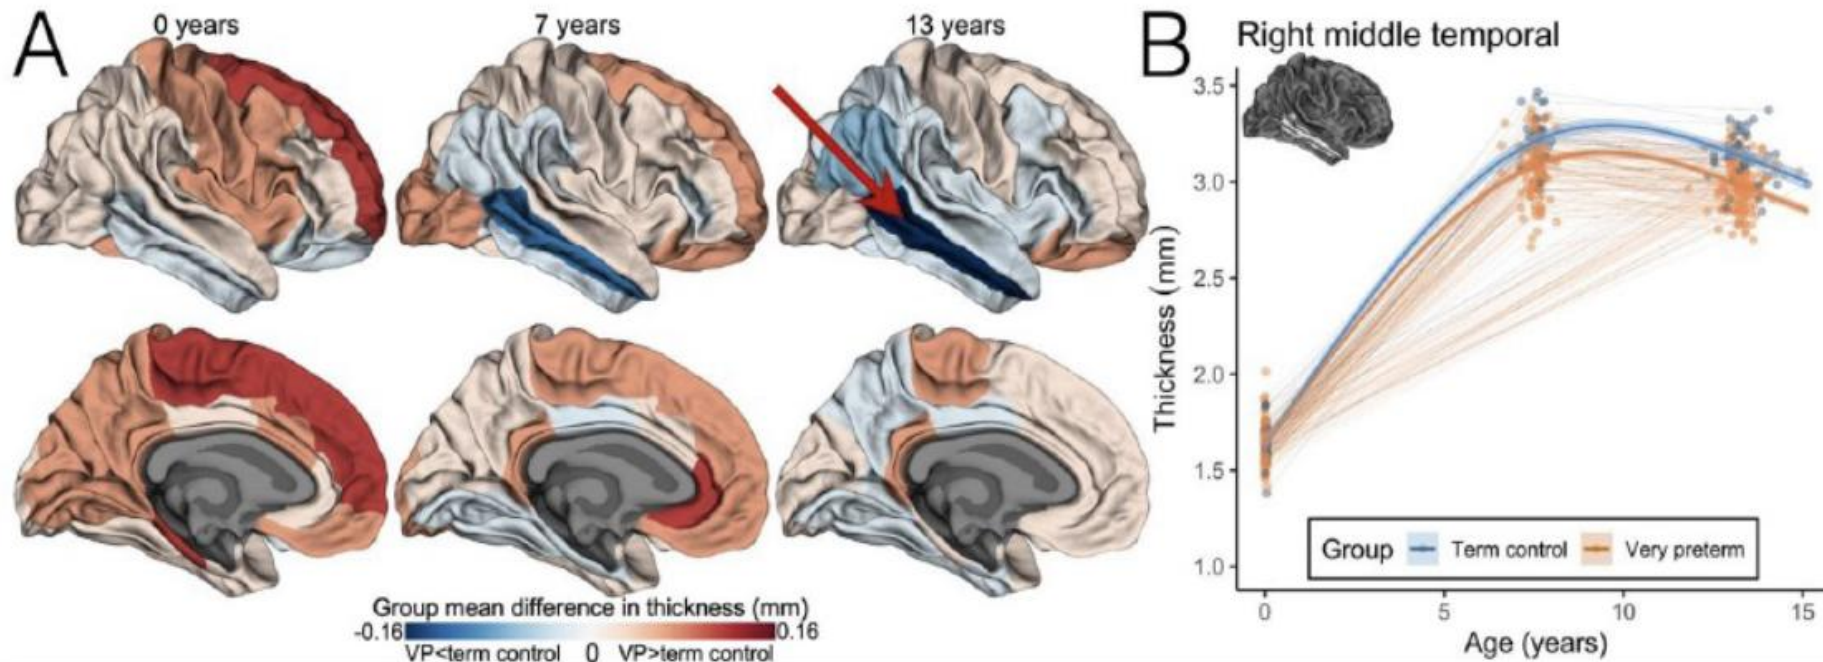 A
0 years
7 years
13 years
Group mean difference in thickness (mm)
-0.16
0.16
VP<term control 0 VP>term control
B
Right middle temporal
Thickness (mm)
3.5
3.0
2.5
2.0
1.5
1.0
Group Term control Very preterm
0 5 10 15
Age (years)